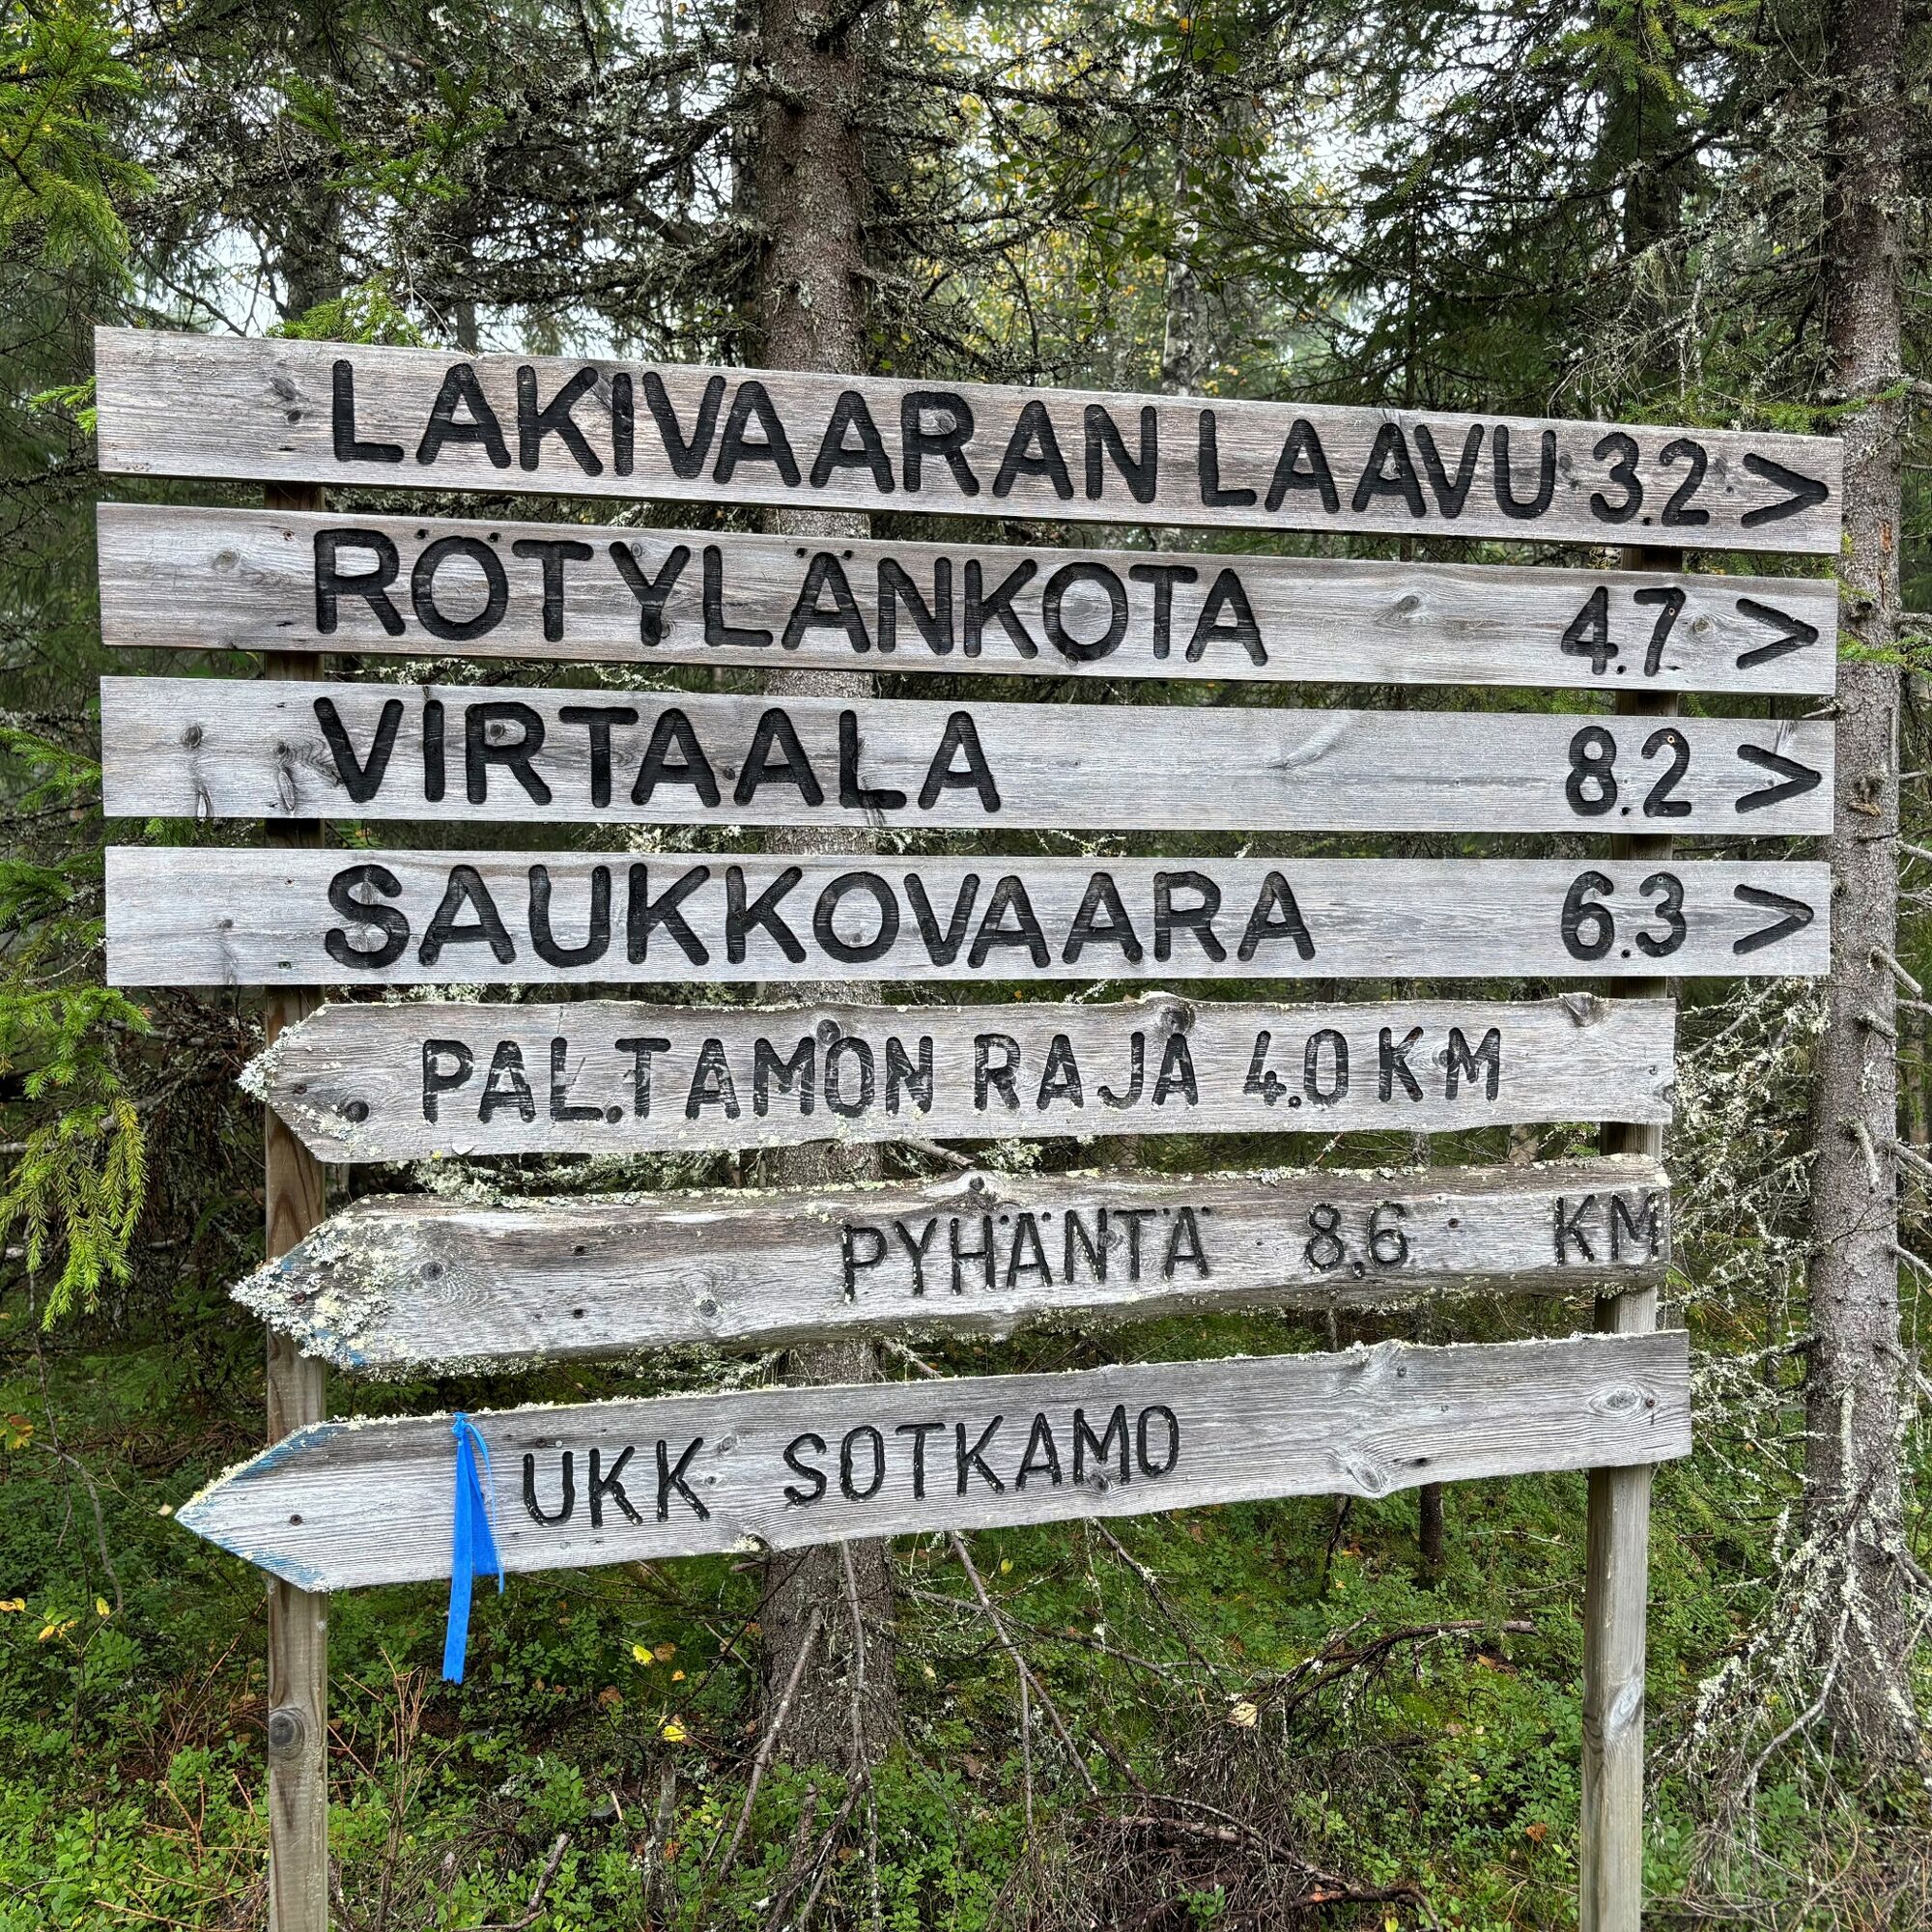 LAKIVAARAN LAAVU 3.2 >
RÖTYLÄNKOTA 4.7 >
VIRTAALA 8.2 >
SAUKKOVAARA 6.3 >
PALTAMON RAJA 4.0 KM
PYHÄNTÄ 8,6 KM
UKK SOTKAMO